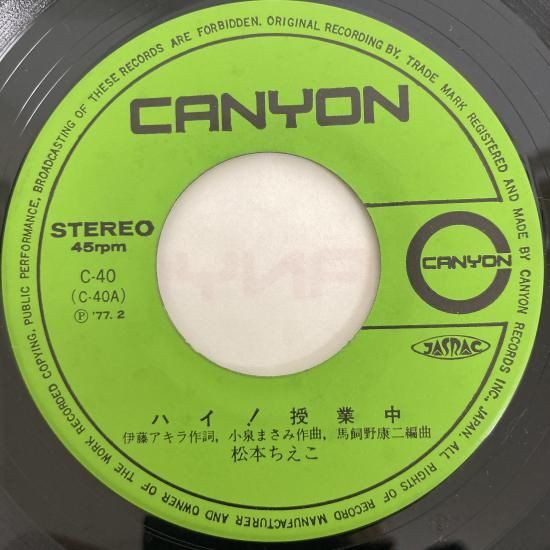 ALL RIGHTS OF THE RECORD MANUFACTURER AND OWNER OF THE WORK RECORDED COPYING, PUBLIC PERFORMANCE, BROADCASTING OF THESE RECORDS ARE FORBIDDEN. ORIGINAL RECORDING BY, TRADE MARK REGISTERED AND MADE BY CANYON RECORDS INC., JAPAN.
CANYON
STEREO
45rpm
CANYON
C-40
(C-40A)
Ⓟ '77. 2
JASRAC
ハイ!授業中
伊藤アキラ作詞, 小泉まさみ作曲, 馬飼野康二編曲
松本ちえこ